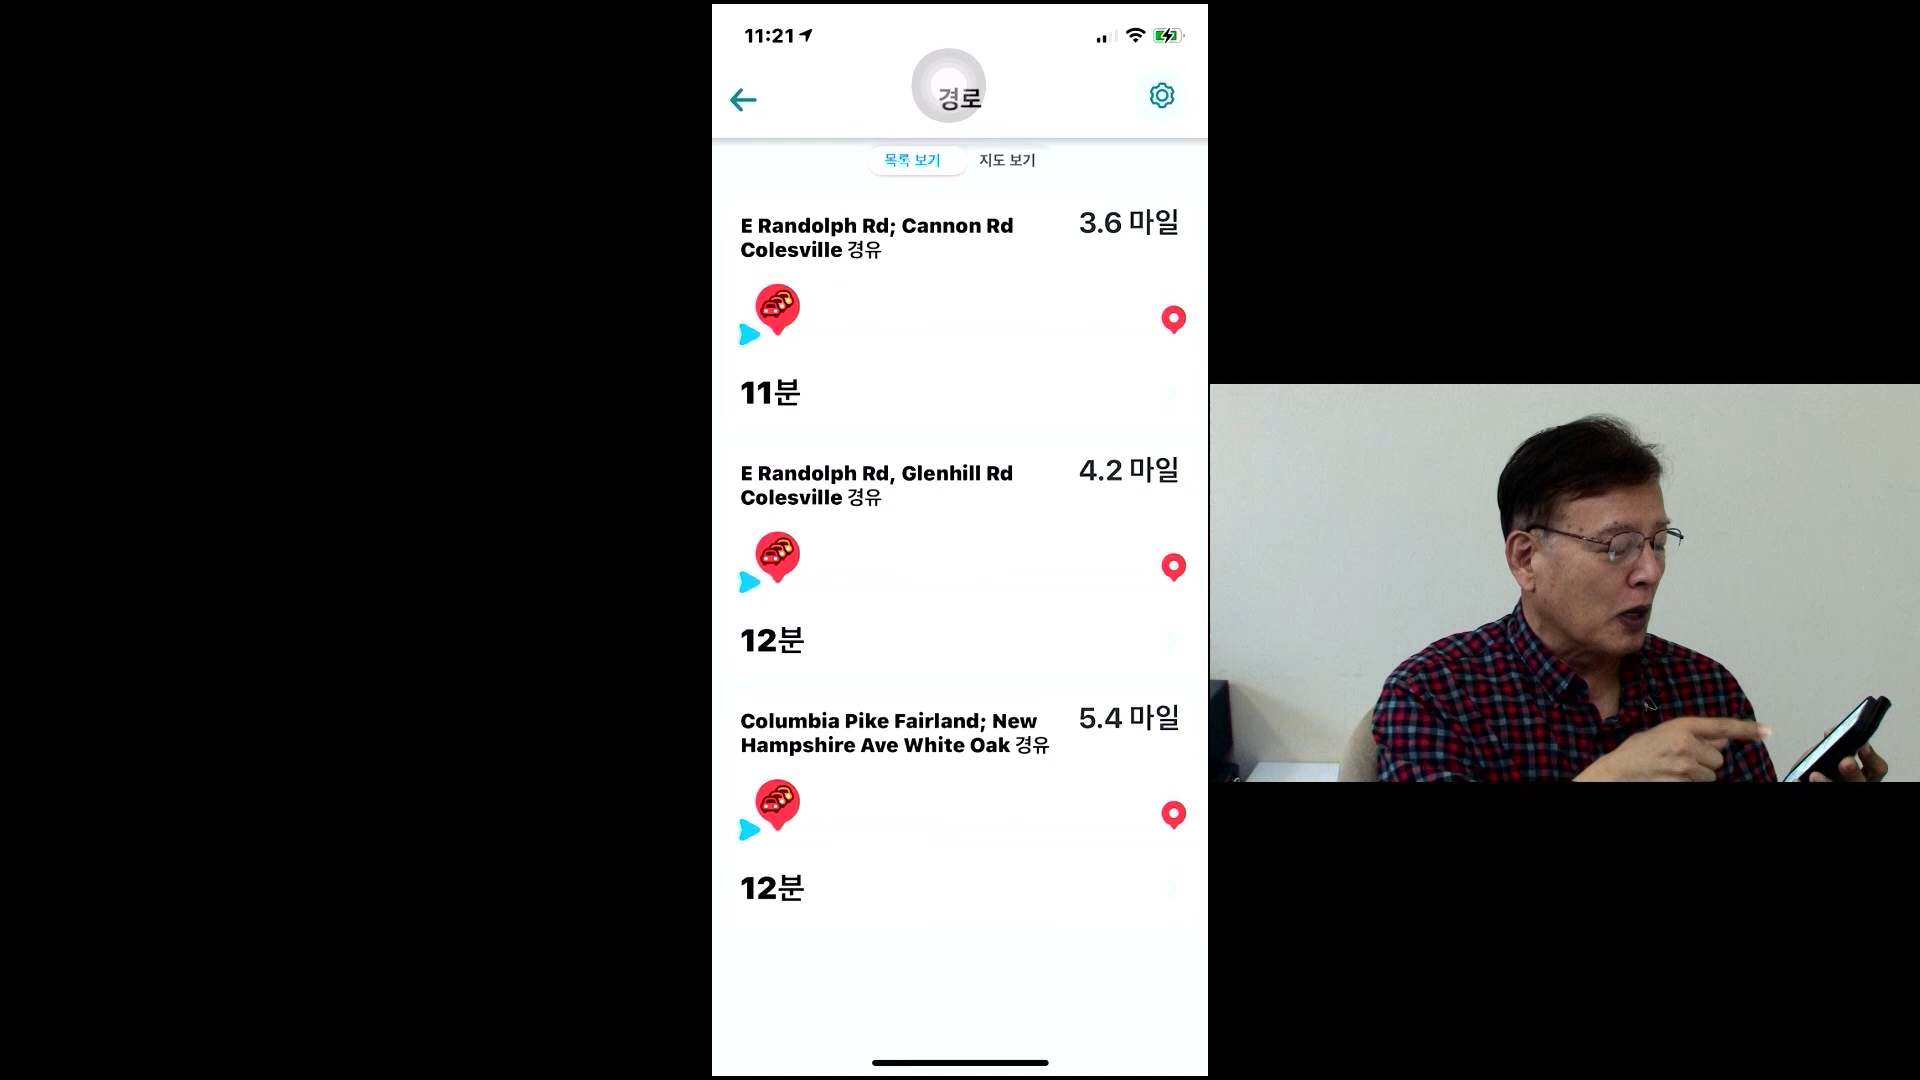 11:21
경로
목록 보기 지도 보기
E Randolph Rd; Cannon Rd
Colesville 경유
3.6 마일
11분
E Randolph Rd, Glenhill Rd
Colesville 경유
4.2 마일
12분
Columbia Pike Fairland; New
Hampshire Ave White Oak 경유
5.4 마일
12분